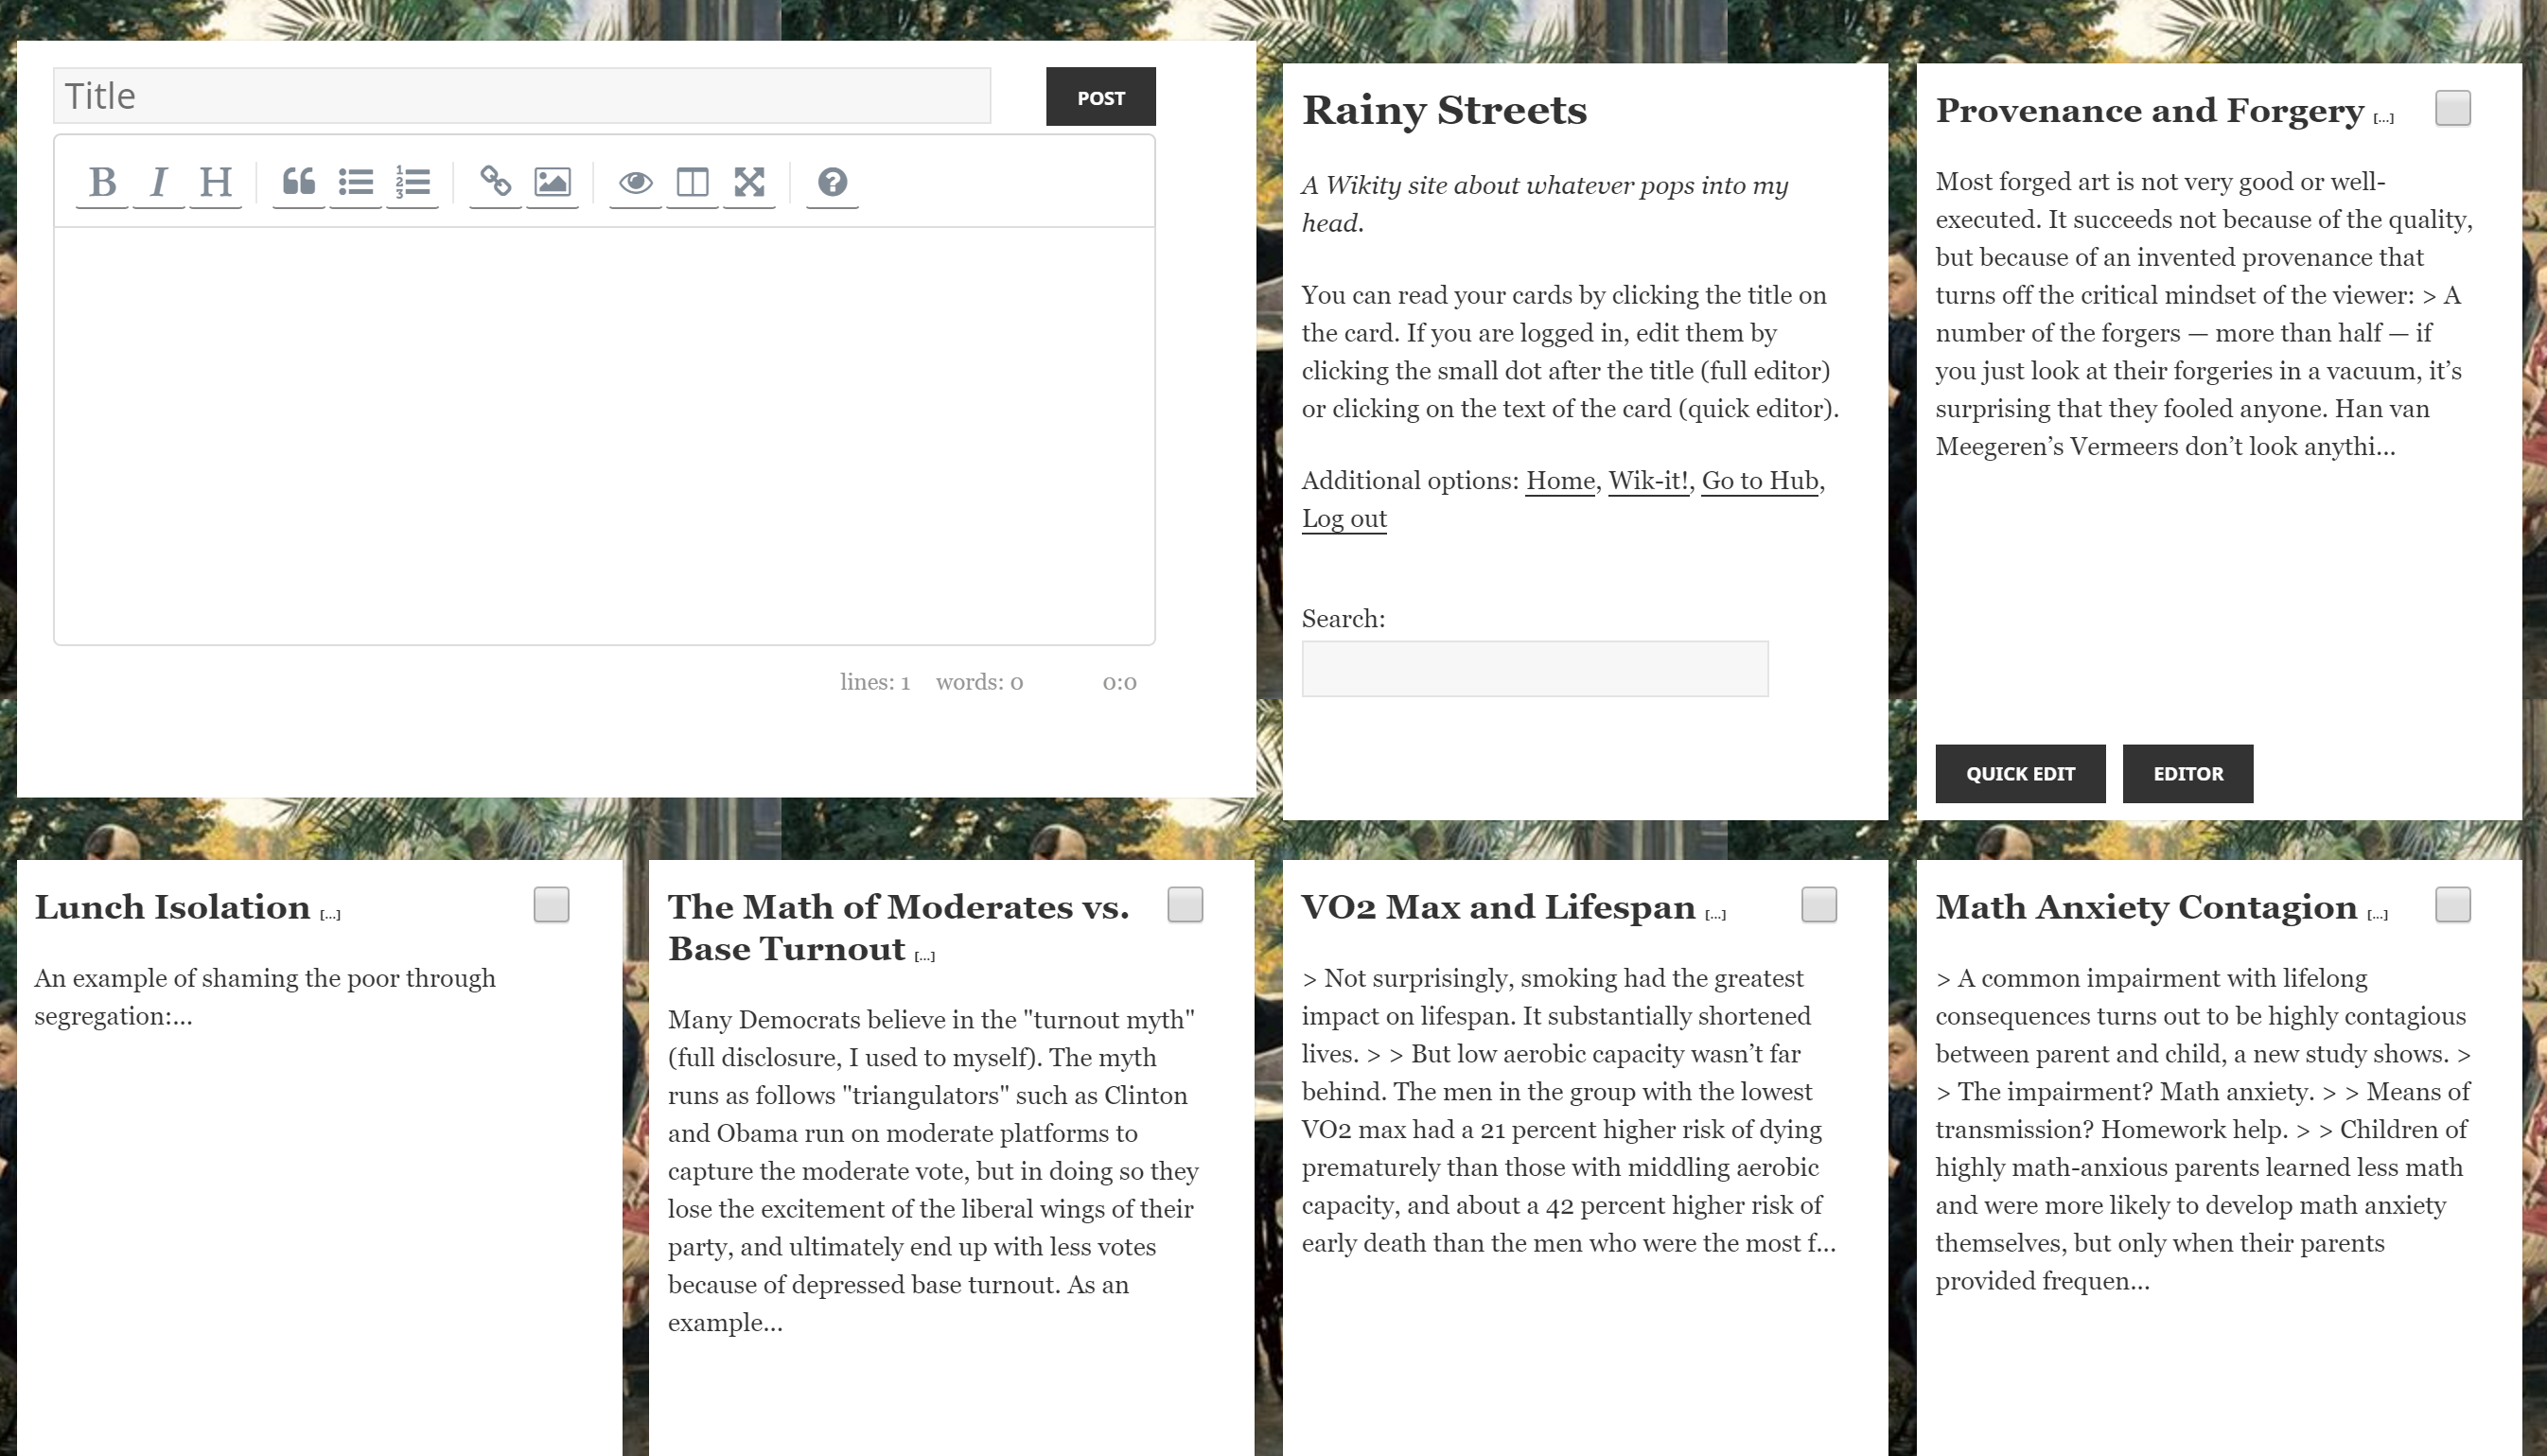 Title
POST
B I H
1
2
3
lines: 1 words: 0 0:0
Rainy Streets
A Wikity site about whatever pops into my
head.
You can read your cards by clicking the title on
the card. If you are logged in, edit them by
clicking the small dot after the title (full editor)
or clicking on the text of the card (quick editor).
Additional options: Home, Wik-it!, Go to Hub,
Log out
Search:
Provenance and Forgery [...]
Most forged art is not very good or well-
executed. It succeeds not because of the quality,
but because of an invented provenance that
turns off the critical mindset of the viewer: > A
number of the forgers — more than half — if
you just look at their forgeries in a vacuum, it’s
surprising that they fooled anyone. Han van
Meegeren’s Vermeers don’t look anythi...
QUICK EDIT EDITOR
Lunch Isolation [...]
An example of shaming the poor through
segregation:...
The Math of Moderates vs.
Base Turnout [...]
Many Democrats believe in the "turnout myth"
(full disclosure, I used to myself). The myth
runs as follows "triangulators" such as Clinton
and Obama run on moderate platforms to
capture the moderate vote, but in doing so they
lose the excitement of the liberal wings of their
party, and ultimately end up with less votes
because of depressed base turnout. As an
example...
VO2 Max and Lifespan [...]
> Not surprisingly, smoking had the greatest
impact on lifespan. It substantially shortened
lives. > > But low aerobic capacity wasn’t far
behind. The men in the group with the lowest
VO2 max had a 21 percent higher risk of dying
prematurely than those with middling aerobic
capacity, and about a 42 percent higher risk of
early death than the men who were the most f...
Math Anxiety Contagion [...]
> A common impairment with lifelong
consequences turns out to be highly contagious
between parent and child, a new study shows. >
> The impairment? Math anxiety. > > Means of
transmission? Homework help. > > Children of
highly math-anxious parents learned less math
and were more likely to develop math anxiety
themselves, but only when their parents
provided frequen...